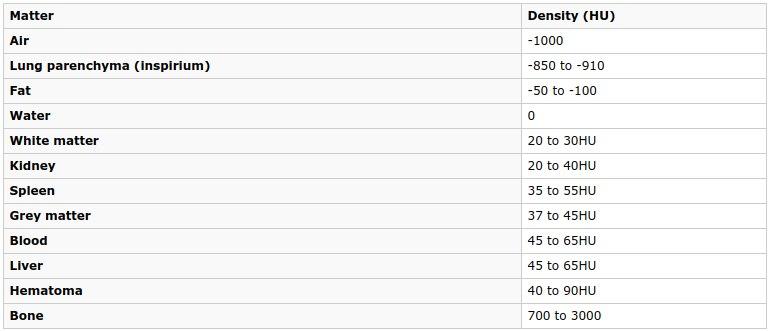 Matter Density (HU)
Air -1000
Lung parenchyma (inspirium) -850 to -910
Fat -50 to -100
Water 0
White matter 20 to 30HU
Kidney 20 to 40HU
Spleen 35 to 55HU
Grey matter 37 to 45HU
Blood 45 to 65HU
Liver 45 to 65HU
Hematoma 40 to 90HU
Bone 700 to 3000